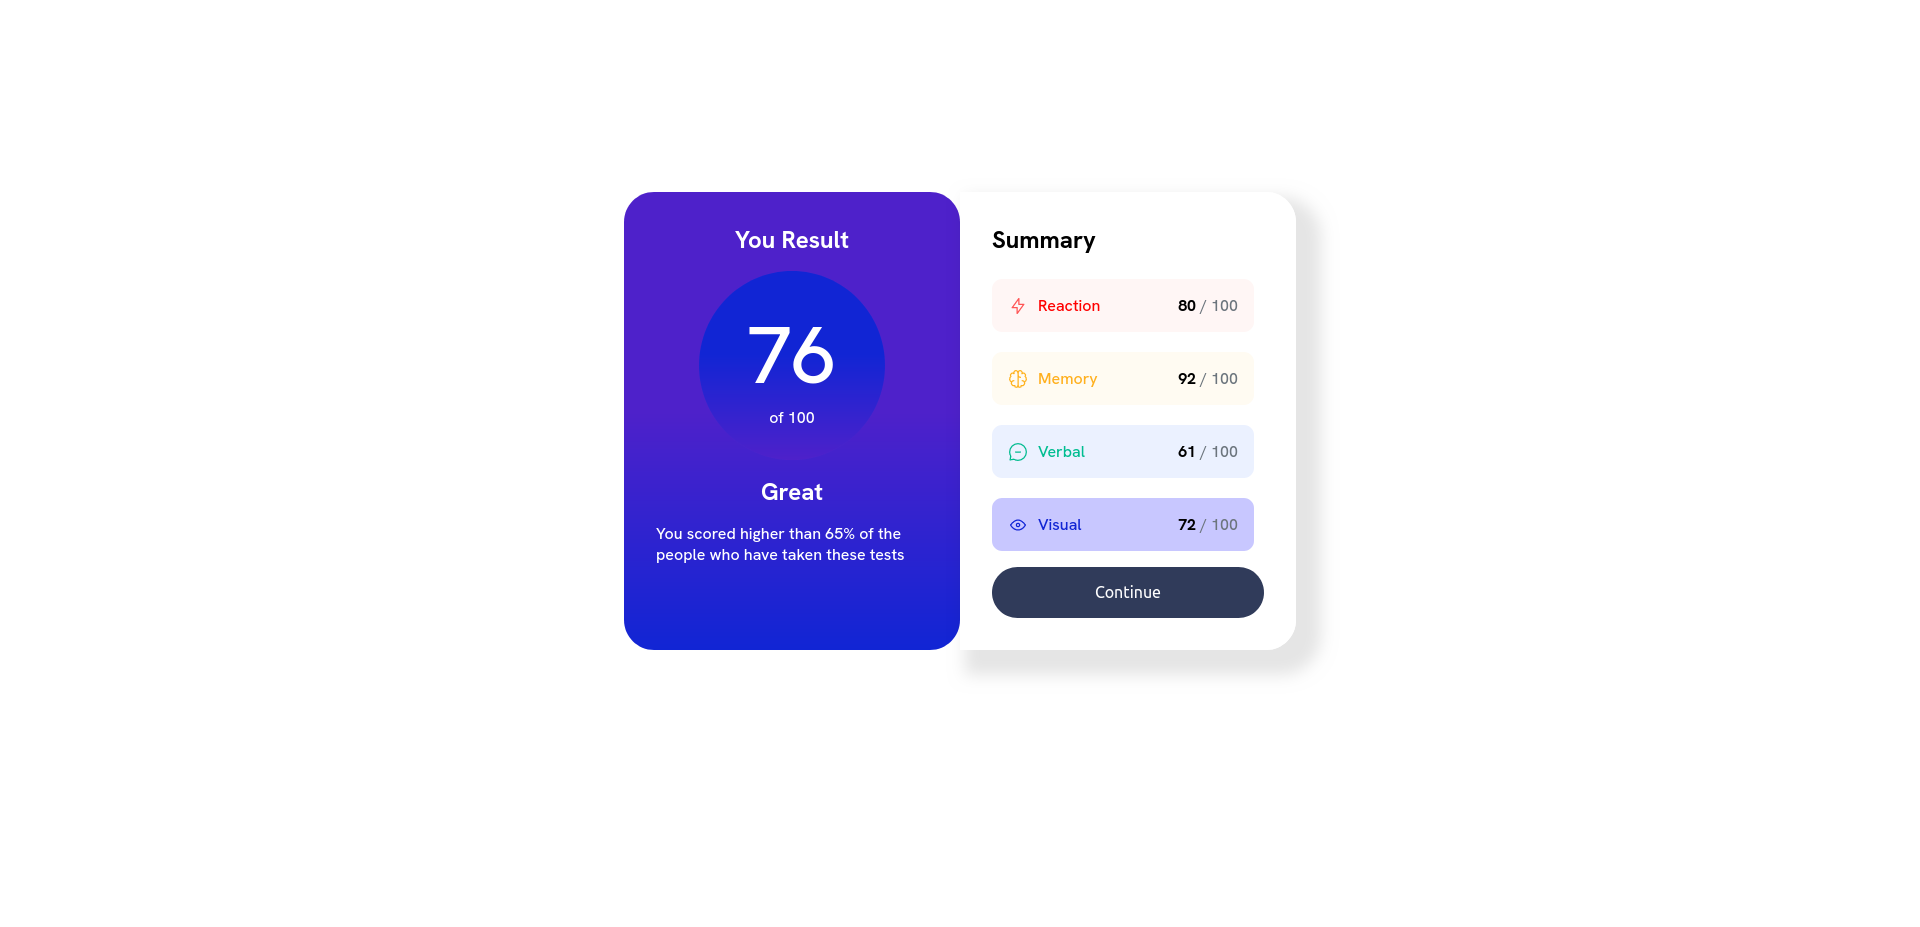 You Result
76
of 100
Great
You scored higher than 65% of the
people who have taken these tests
Summary
Reaction 80 / 100
Memory 92 / 100
Verbal 61 / 100
Visual 72 / 100
Continue